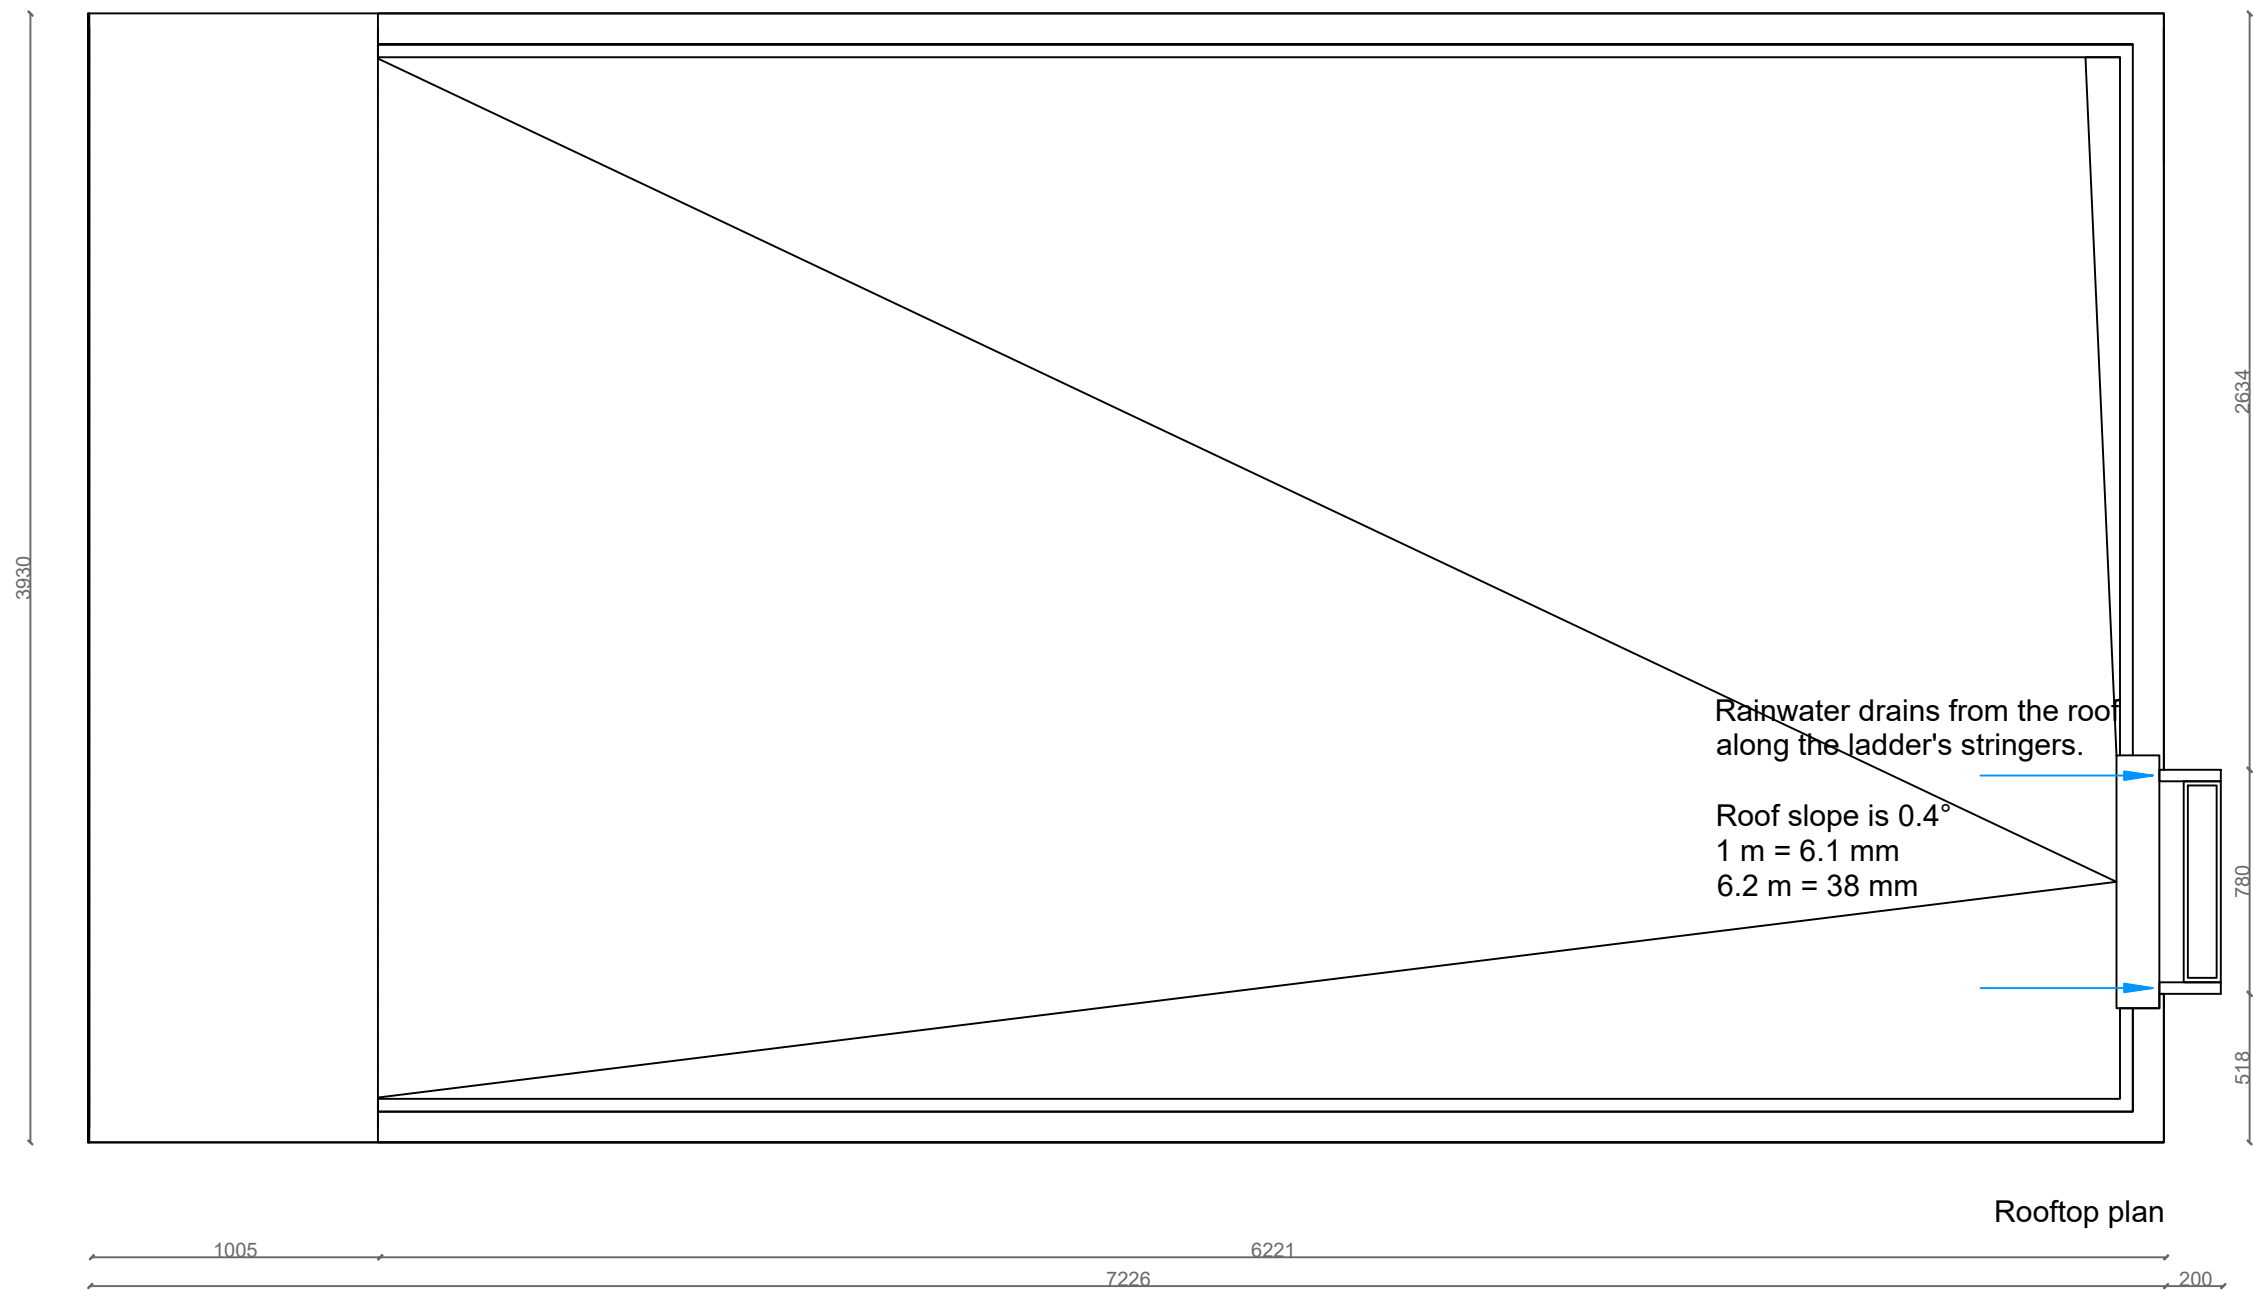 2634
3930
Rainwater drains from the roof
along the ladder's stringers.
Roof slope is 0.4°
1 m = 6.1 mm
6.2 m = 38 mm
780
518
Rooftop plan
1005
6221
7226
200